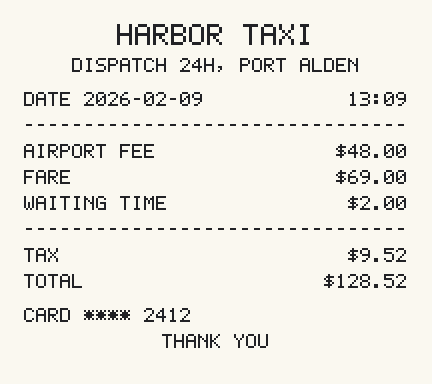 HARBOR TAXI
DISPATCH 24H, PORT ALDEN
DATE 2026-02-09 13:09
--------------------------------
AIRPORT FEE $48.00
FARE $69.00
WAITING TIME $2.00
--------------------------------
TAX $9.52
TOTAL $128.52
CARD **** 2412
THANK YOU